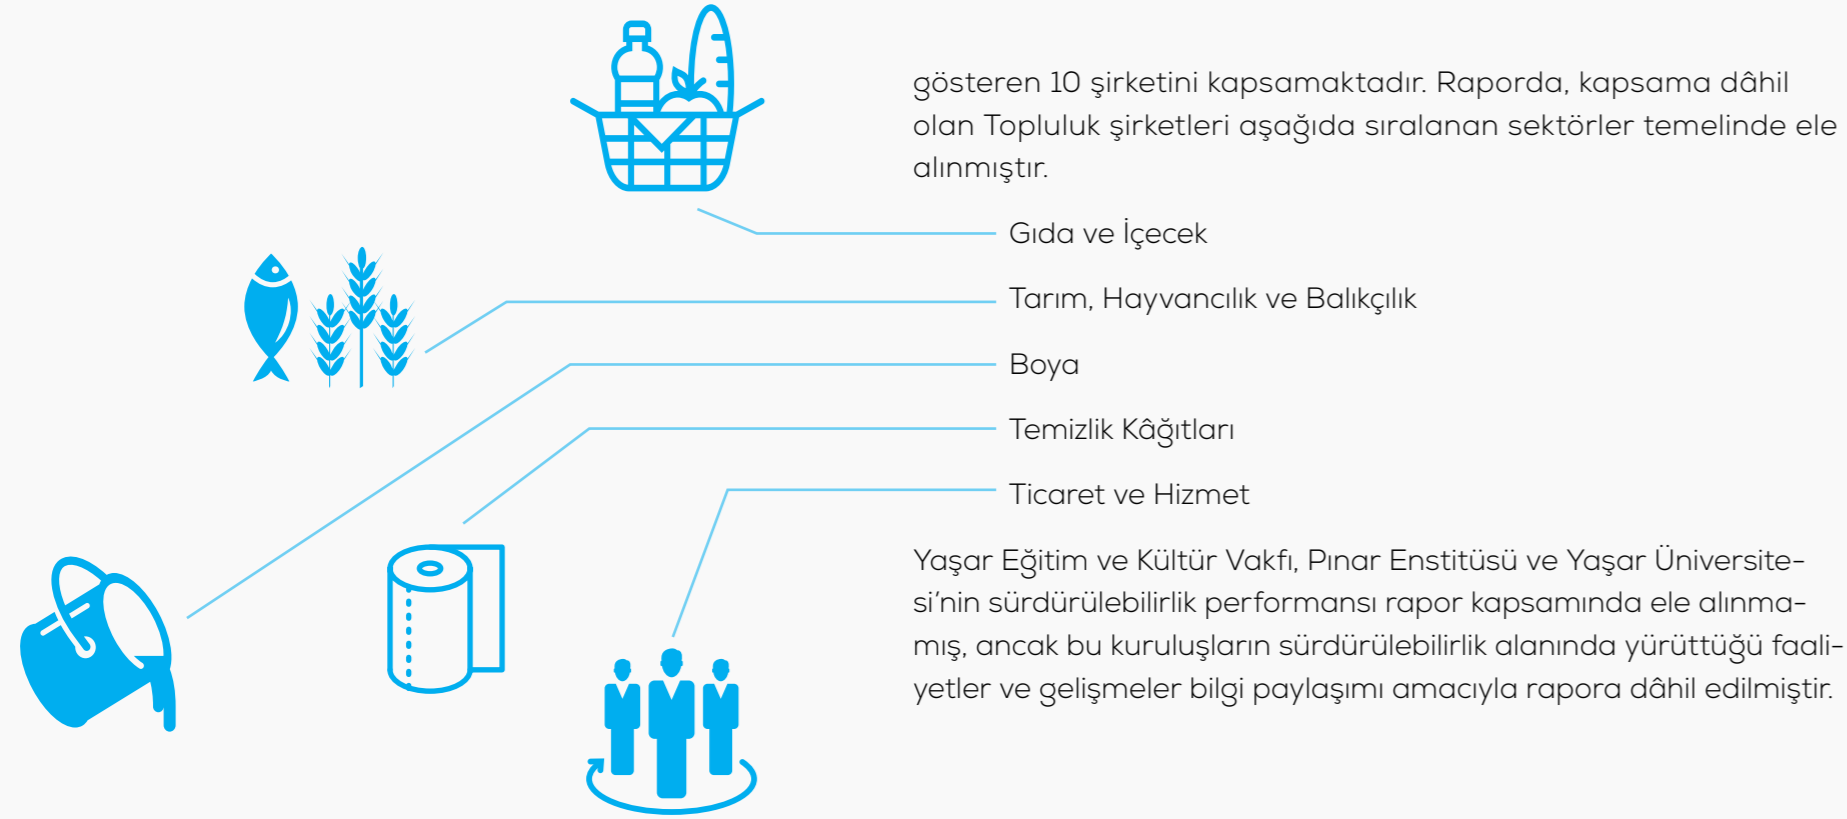 gösteren 10 şirketini kapsamaktadır. Raporda, kapsama dâhil
olan Topluluk şirketleri aşağıda sıralanan sektörler temelinde ele
alınmıştır.
Gıda ve İçecek
Tarım, Hayvancılık ve Balıkçılık
Boya
Temizlik Kâğıtları
Ticaret ve Hizmet
Yaşar Eğitim ve Kültür Vakfı, Pınar Enstitüsü ve Yaşar Üniversite-
si'nin sürdürülebilirlik performansı rapor kapsamında ele alınma-
mış, ancak bu kuruluşların sürdürülebilirlik alanında yürüttüğü faali-
yetler ve gelişmeler bilgi paylaşımı amacıyla rapora dâhil edilmiştir.